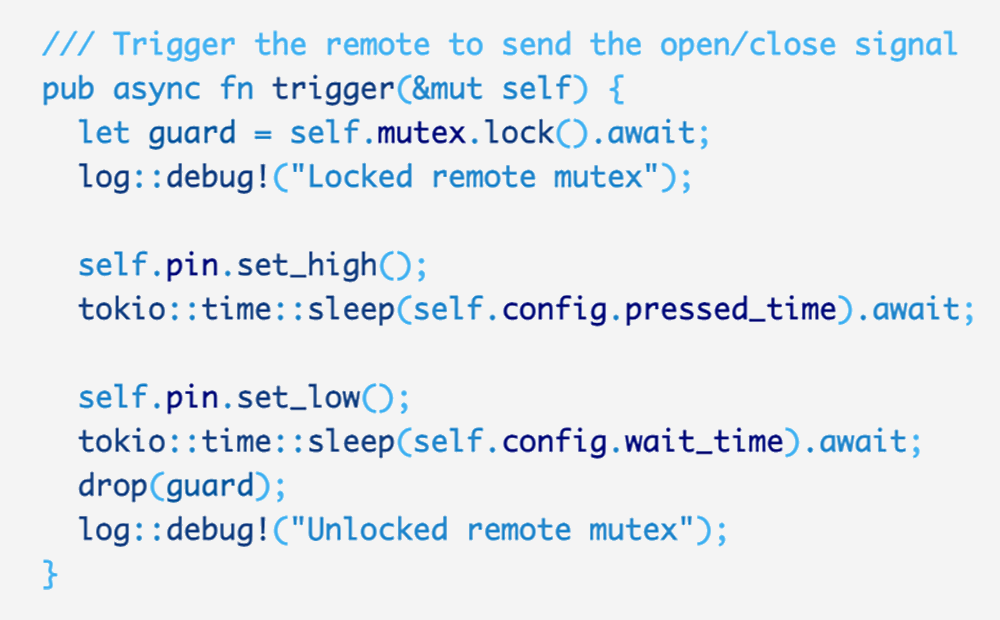 /// Trigger the remote to send the open/close signal
pub async fn trigger(&mut self) {
let guard = self.mutex.lock().await;
log::debug!("Locked remote mutex");
self.pin.set_high();
tokio::time::sleep(self.config.pressed_time).await;
self.pin.set_low();
tokio::time::sleep(self.config.wait_time).await;
drop(guard);
log::debug!("Unlocked remote mutex");
}